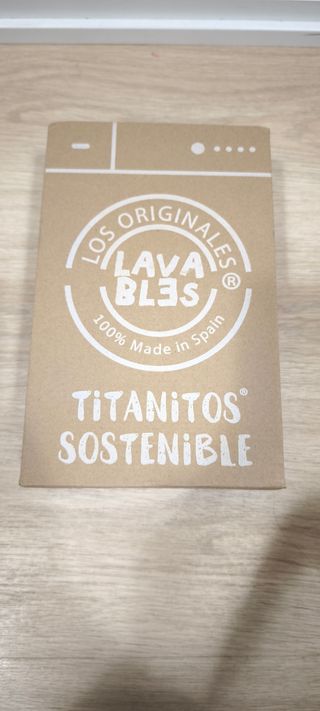 LOS ORIGINALES®
LAVA
BLES
100% Made in Spain
TiTANiTOS®
SOSTENiBLE